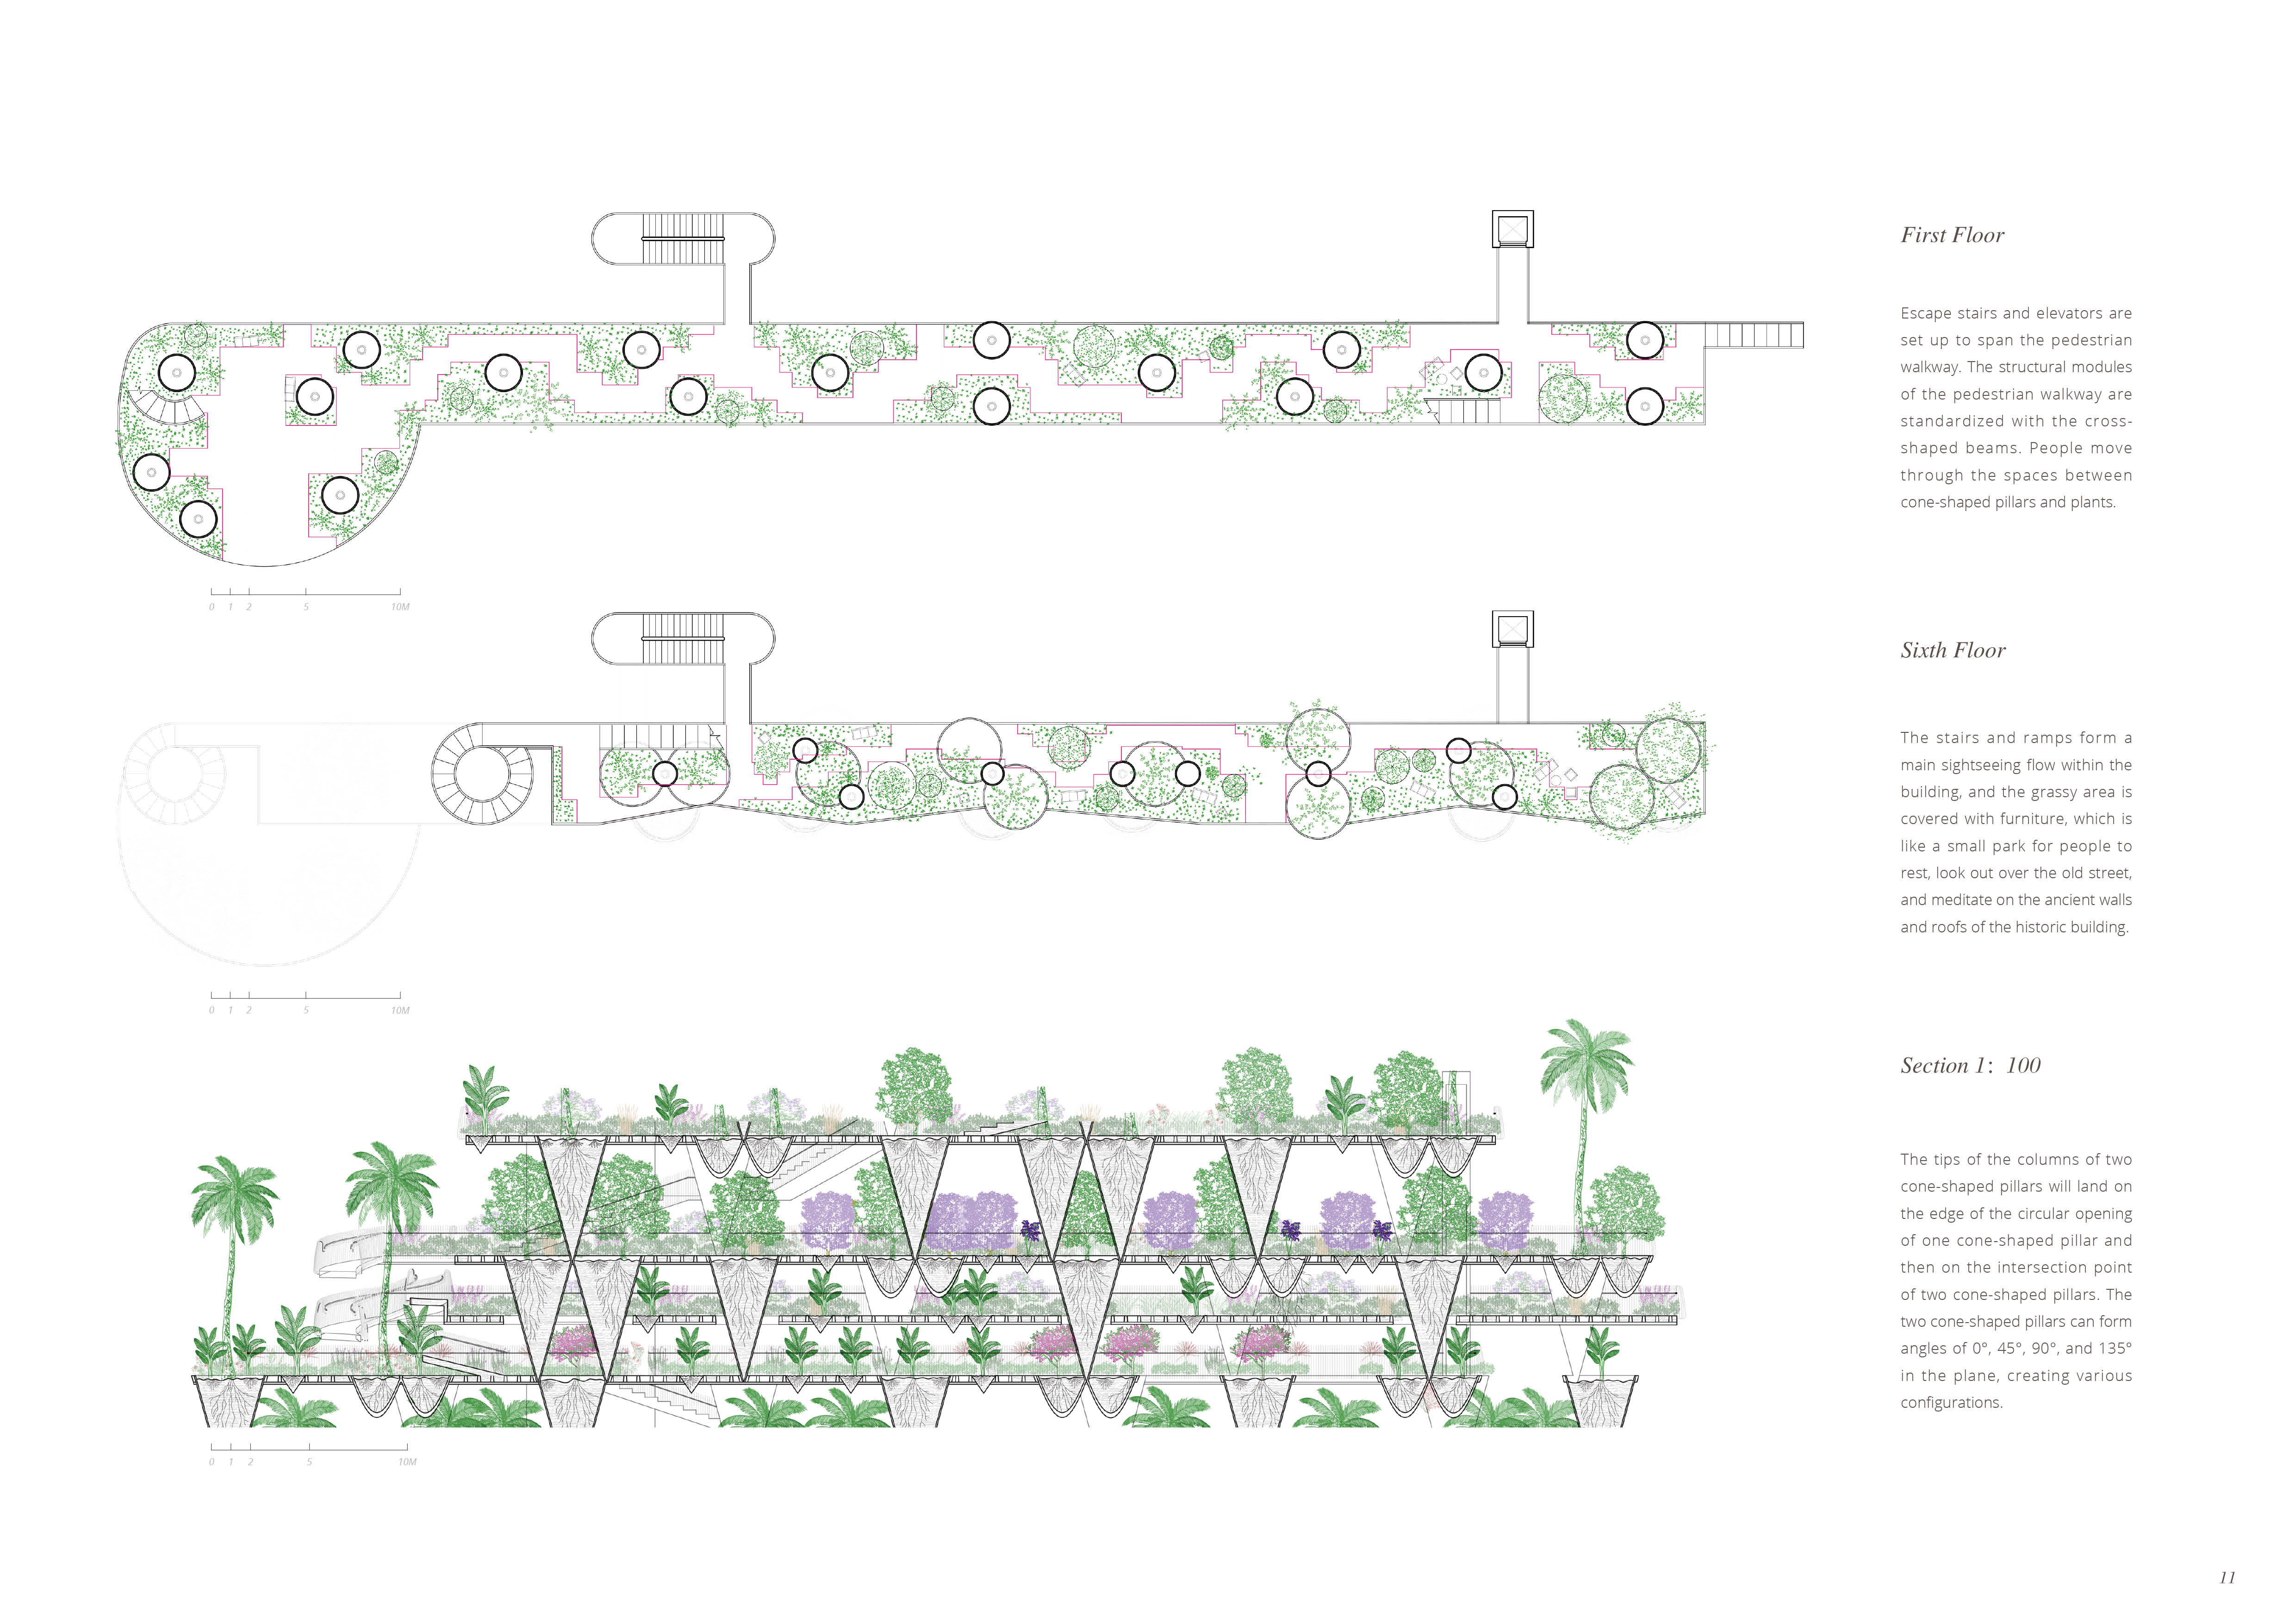 First Floor
Escape stairs and elevators are
set up to span the pedestrian
walkway. The structural modules
of the pedestrian walkway are
standardized with the cross-
shaped beams. People move
through the spaces between
cone-shaped pillars and plants.
0 1 2 5 10M
Sixth Floor
The stairs and ramps form a
main sightseeing flow within the
building, and the grassy area is
covered with furniture, which is
like a small park for people to
rest, look out over the old street,
and meditate on the ancient walls
and roofs of the historic building.
0 1 2 5 10M
Section 1: 100
The tips of the columns of two
cone-shaped pillars will land on
the edge of the circular opening
of one cone-shaped pillar and
then on the intersection point
of two cone-shaped pillars. The
two cone-shaped pillars can form
angles of 0°, 45°, 90°, and 135°
in the plane, creating various
configurations.
0 1 2 5 10M
11